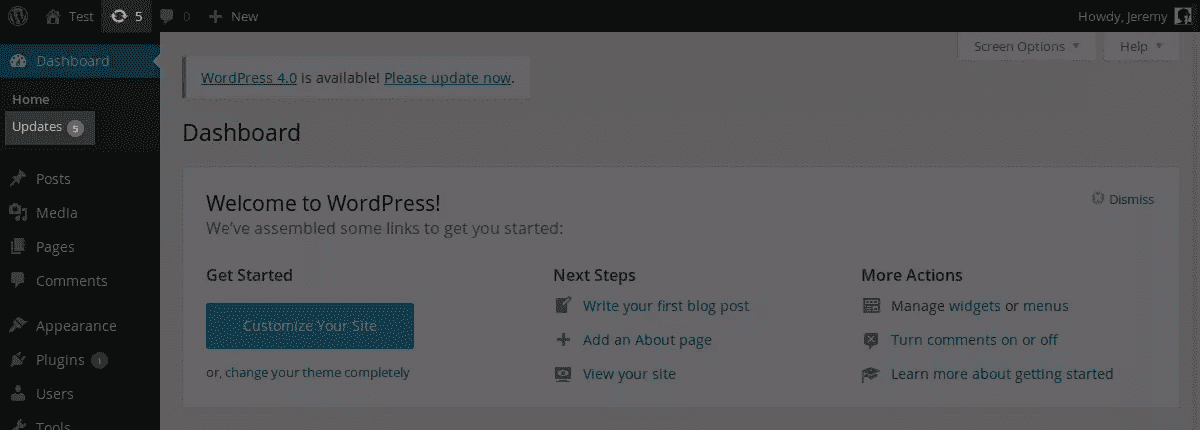 Test 5 0 New Howdy, Jeremy
Dashboard
Home
Updates 5
Posts
Media
Pages
Comments
Appearance
Plugins 1
Users
Tools
Screen Options Help
WordPress 4.0 is available! Please update now.
Dashboard
Welcome to WordPress!
Dismiss
We've assembled some links to get you started:
Get Started
Customize Your Site
or, change your theme completely
Next Steps
Write your first blog post
Add an About page
View your site
More Actions
Manage widgets or menus
Turn comments on or off
Learn more about getting started